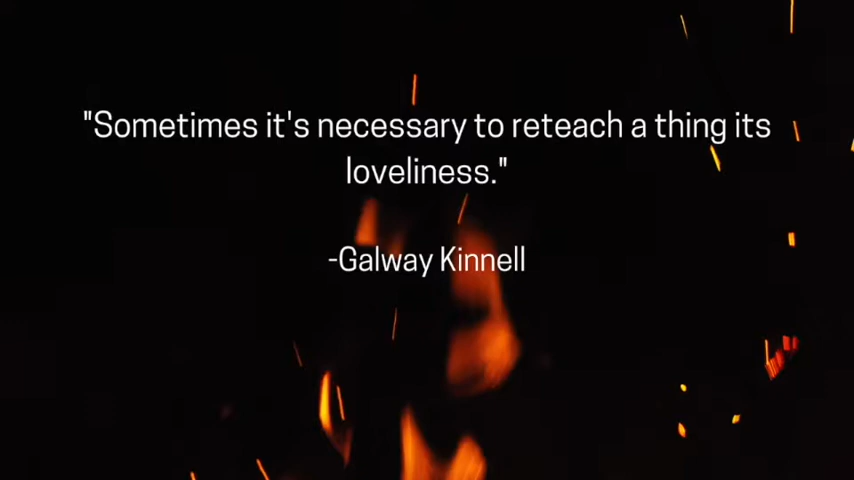 "Sometimes it's necessary to reteach a thing its
loveliness."
-Galway Kinnell